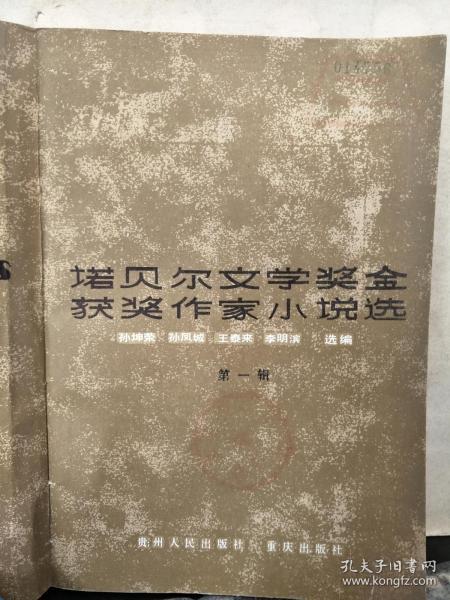 诺贝尔文学奖金
获奖作家小说选
孙坤荣 孙凤城 王泰来 李明滨 选编
第一辑
贵州人民出版社 重庆出版社
孔夫子旧书网
www.kongfz.com